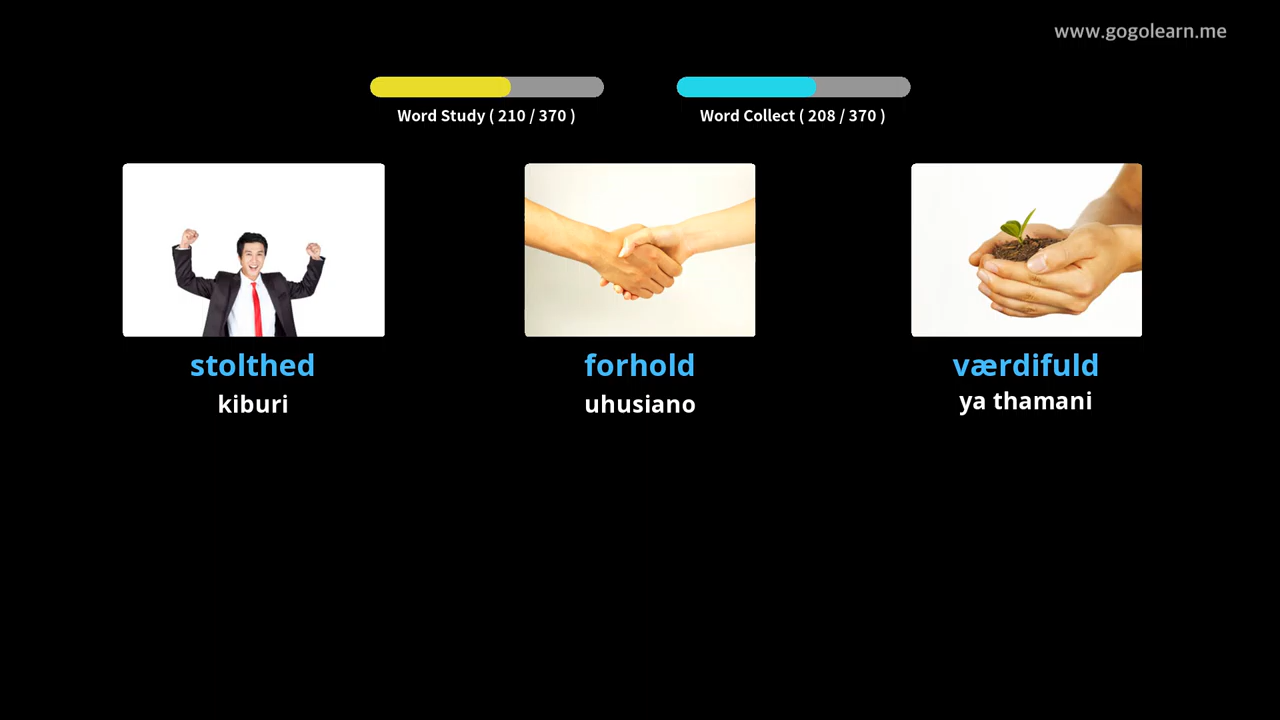 www.gogolearn.me
Word Study ( 210 / 370 )
Word Collect ( 208 / 370 )
stolthed
kiburi
forhold
uhusiano
værdifuld
ya thamani